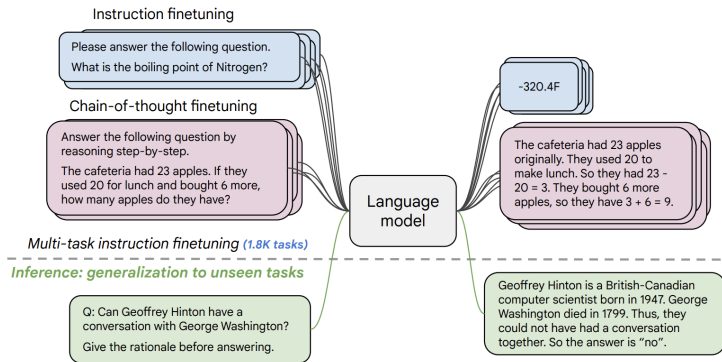 Instruction finetuning
Please answer the following question.
What is the boiling point of Nitrogen?
-320.4F
Chain-of-thought finetuning
Answer the following question by
reasoning step-by-step.
The cafeteria had 23 apples. If they
used 20 for lunch and bought 6 more,
how many apples do they have?
Language
model
The cafeteria had 23 apples
originally. They used 20 to
make lunch. So they had 23 -
20 = 3. They bought 6 more
apples, so they have 3 + 6 = 9.
Multi-task instruction finetuning (1.8K tasks)
Inference: generalization to unseen tasks
Q: Can Geoffrey Hinton have a
conversation with George Washington?
Give the rationale before answering.
Geoffrey Hinton is a British-Canadian
computer scientist born in 1947. George
Washington died in 1799. Thus, they
could not have had a conversation
together. So the answer is “no”.